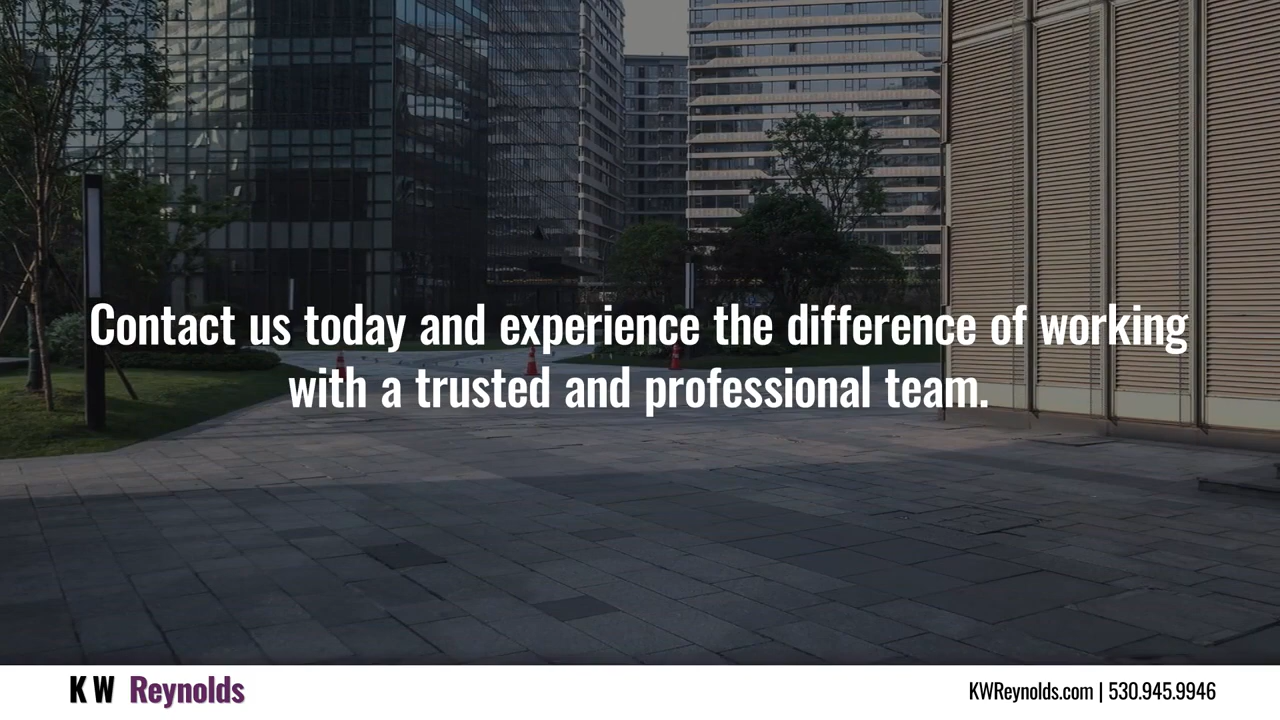 Contact us today and experience the difference of working
with a trusted and professional team.
K W Reynolds
KWReynolds.com | 530.945.9946